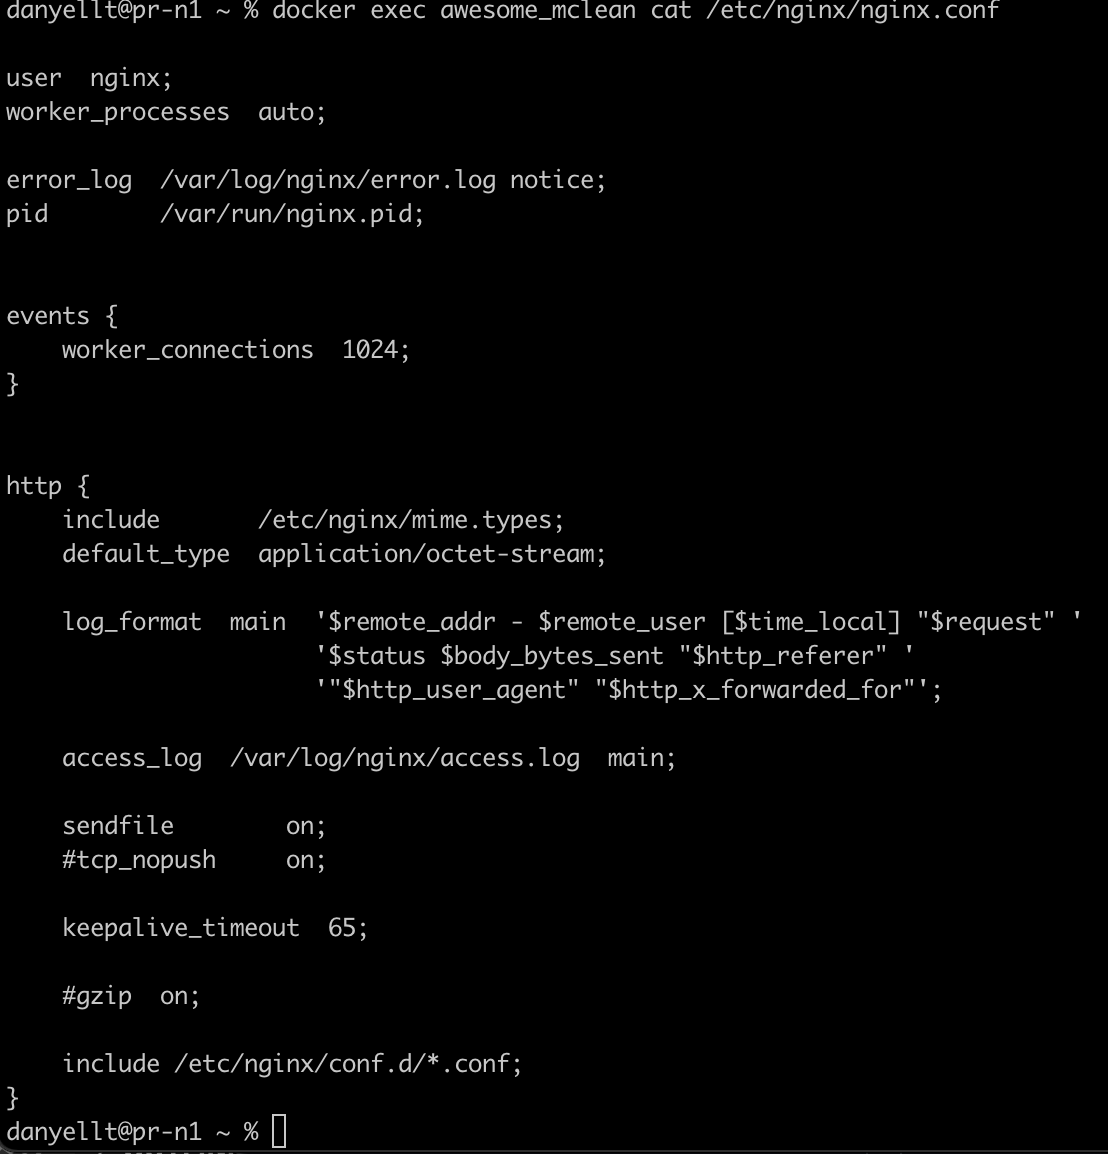 danyellt@pr-n1 ~ % docker exec awesome_mclean cat /etc/nginx/nginx.conf

user  nginx;
worker_processes  auto;

error_log  /var/log/nginx/error.log notice;
pid        /var/run/nginx.pid;


events {
    worker_connections  1024;
}


http {
    include       /etc/nginx/mime.types;
    default_type  application/octet-stream;

    log_format  main  '$remote_addr - $remote_user [$time_local] "$request" '
                      '$status $body_bytes_sent "$http_referer" '
                      '"$http_user_agent" "$http_x_forwarded_for"';

    access_log  /var/log/nginx/access.log  main;

    sendfile        on;
    #tcp_nopush     on;

    keepalive_timeout  65;

    #gzip  on;

    include /etc/nginx/conf.d/*.conf;
}
danyellt@pr-n1 ~ %